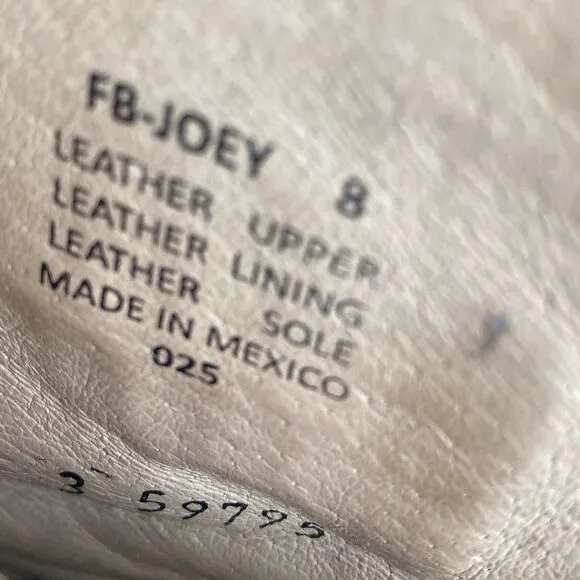 FB-JOEY 8
LEATHER UPPER
LEATHER LINING
LEATHER SOLE
MADE IN MEXICO
025
3 59795